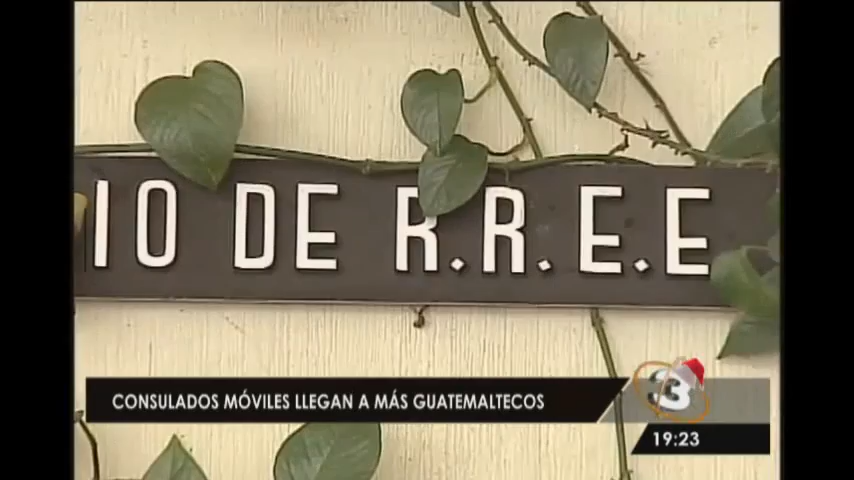 IO DE R.R.E.E
CONSULADOS MÓVILES LLEGAN A MÁS GUATEMALTECOS
3
19:23